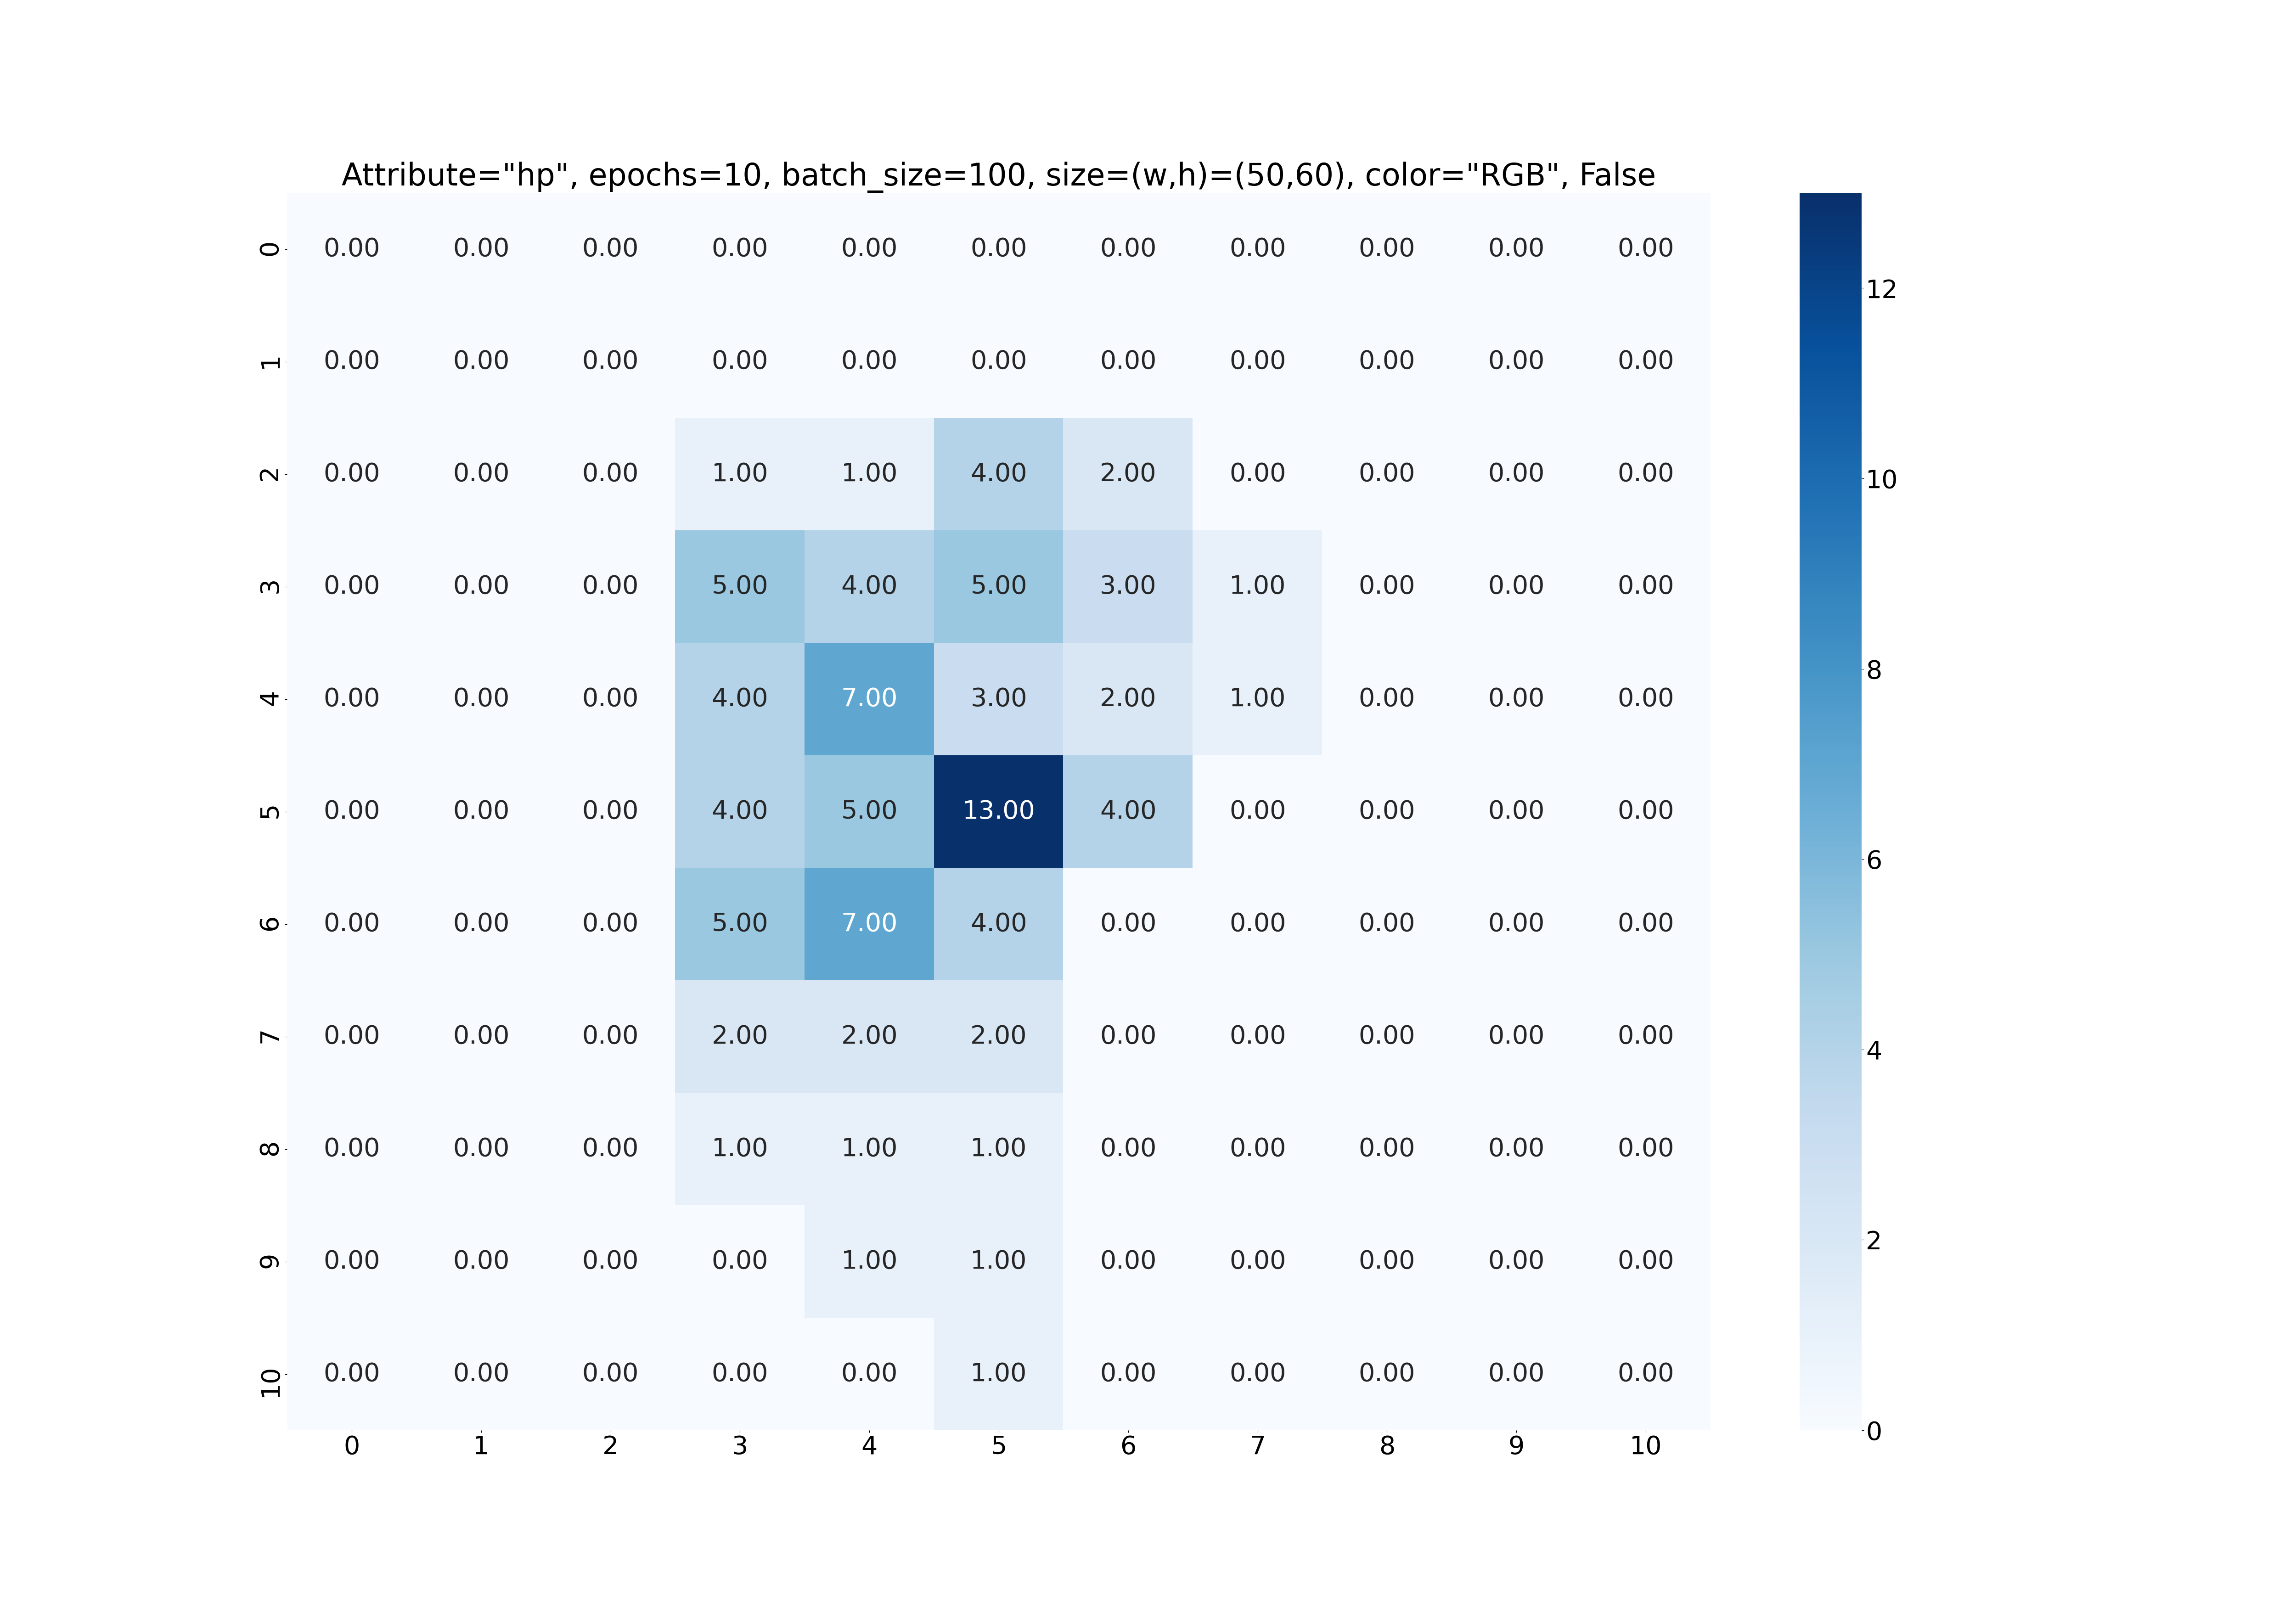 Attribute="hp", epochs=10, batch_size=100, size=(w,h)=(50,60), color="RGB", False
0 0.00 0.00 0.00 0.00 0.00 0.00 0.00 0.00 0.00 0.00 0.00
12
1 0.00 0.00 0.00 0.00 0.00 0.00 0.00 0.00 0.00 0.00 0.00
2 0.00 0.00 0.00 1.00 1.00 4.00 2.00 0.00 0.00 0.00 0.00
10
3 0.00 0.00 0.00 5.00 4.00 5.00 3.00 1.00 0.00 0.00 0.00
8
4 0.00 0.00 0.00 4.00 7.00 3.00 2.00 1.00 0.00 0.00 0.00
5 0.00 0.00 0.00 4.00 5.00 13.00 4.00 0.00 0.00 0.00 0.00
6
6 0.00 0.00 0.00 5.00 7.00 4.00 0.00 0.00 0.00 0.00 0.00
7 0.00 0.00 0.00 2.00 2.00 2.00 0.00 0.00 0.00 0.00 0.00
4
8 0.00 0.00 0.00 1.00 1.00 1.00 0.00 0.00 0.00 0.00 0.00
2
9 0.00 0.00 0.00 0.00 1.00 1.00 0.00 0.00 0.00 0.00 0.00
10 0.00 0.00 0.00 0.00 0.00 1.00 0.00 0.00 0.00 0.00 0.00
0
0 1 2 3 4 5 6 7 8 9 10